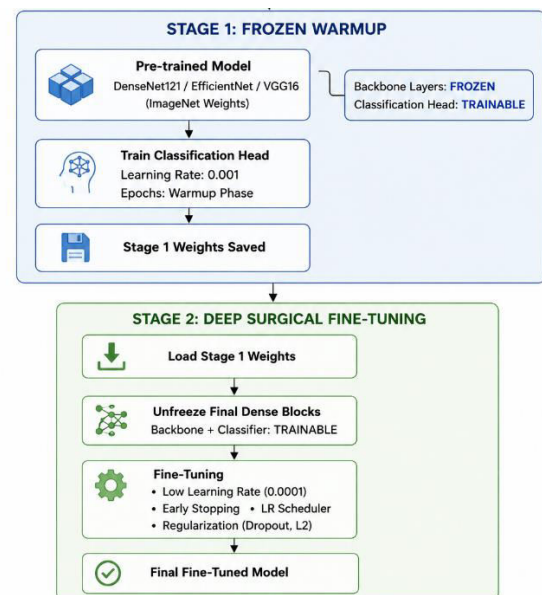 STAGE 1: FROZEN WARMUP
Pre-trained Model
DenseNet121 / EfficientNet / VGG16
(ImageNet Weights)
Backbone Layers: FROZEN
Classification Head: TRAINABLE
Train Classification Head
Learning Rate: 0.001
Epochs: Warmup Phase
Stage 1 Weights Saved
STAGE 2: DEEP SURGICAL FINE-TUNING
Load Stage 1 Weights
Unfreeze Final Dense Blocks
Backbone + Classifier: TRAINABLE
Fine-Tuning
• Low Learning Rate (0.0001)
• Early Stopping • LR Scheduler
• Regularization (Dropout, L2)
Final Fine-Tuned Model